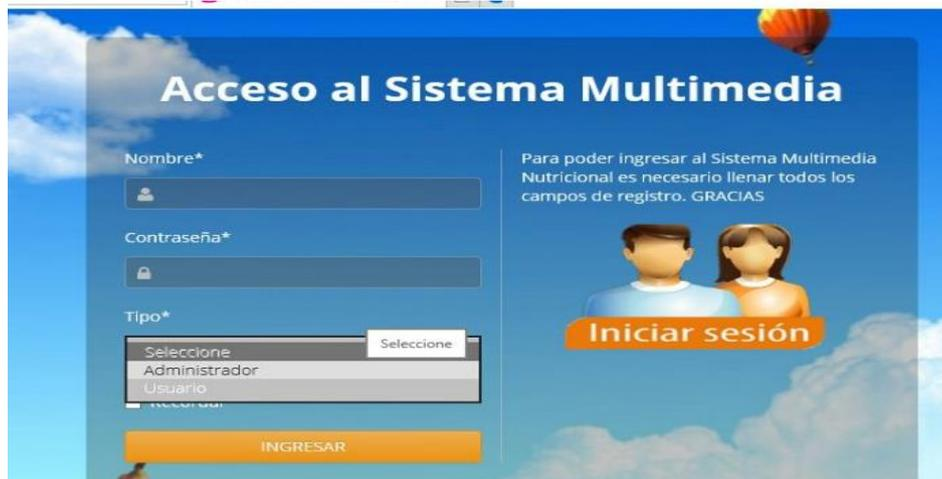 Acceso al Sistema Multimedia
Nombre*
Contraseña*
Tipo*
Seleccione
Seleccione
Administrador
Usuario
Recordar
INGRESAR
Para poder ingresar al Sistema Multimedia
Nutricional es necesario llenar todos los
campos de registro. GRACIAS
Iniciar sesión